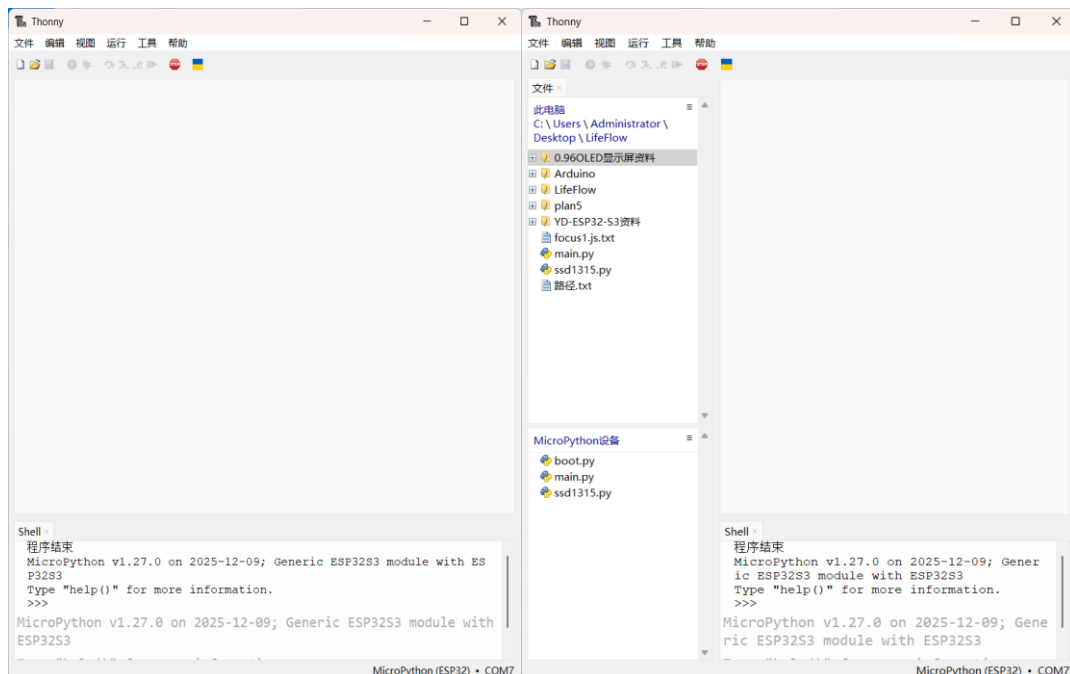 Thonny
文件 编辑 视图 运行 工具 帮助
STOP
Shell
程序结束
MicroPython v1.27.0 on 2025-12-09; Generic ESP32S3 module with ES
P32S3
Type "help()" for more information.
>>>
MicroPython v1.27.0 on 2025-12-09; Generic ESP32S3 module with
ESP32S3
MicroPython (ESP32) • COM7
Thonny
文件 编辑 视图 运行 工具 帮助
STOP
文件
此电脑
C: \ Users \ Administrator \
Desktop \ LifeFlow
0.96OLED显示屏资料
Arduino
LifeFlow
plan5
YD-ESP32-S3资料
focus1.js.txt
main.py
ssd1315.py
路径.txt
MicroPython设备
boot.py
main.py
ssd1315.py
Shell
程序结束
MicroPython v1.27.0 on 2025-12-09; Gener
ic ESP32S3 module with ESP32S3
Type "help()" for more information.
>>>
MicroPython v1.27.0 on 2025-12-09; Gene
ric ESP32S3 module with ESP32S3
MicroPython (ESP32) • COM7